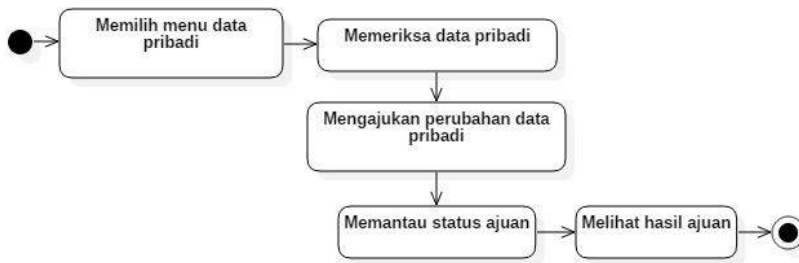 Memilih menu data
pribadi
Memeriksa data pribadi
Mengajukan perubahan data
pribadi
Memantau status ajuan
Melihat hasil ajuan